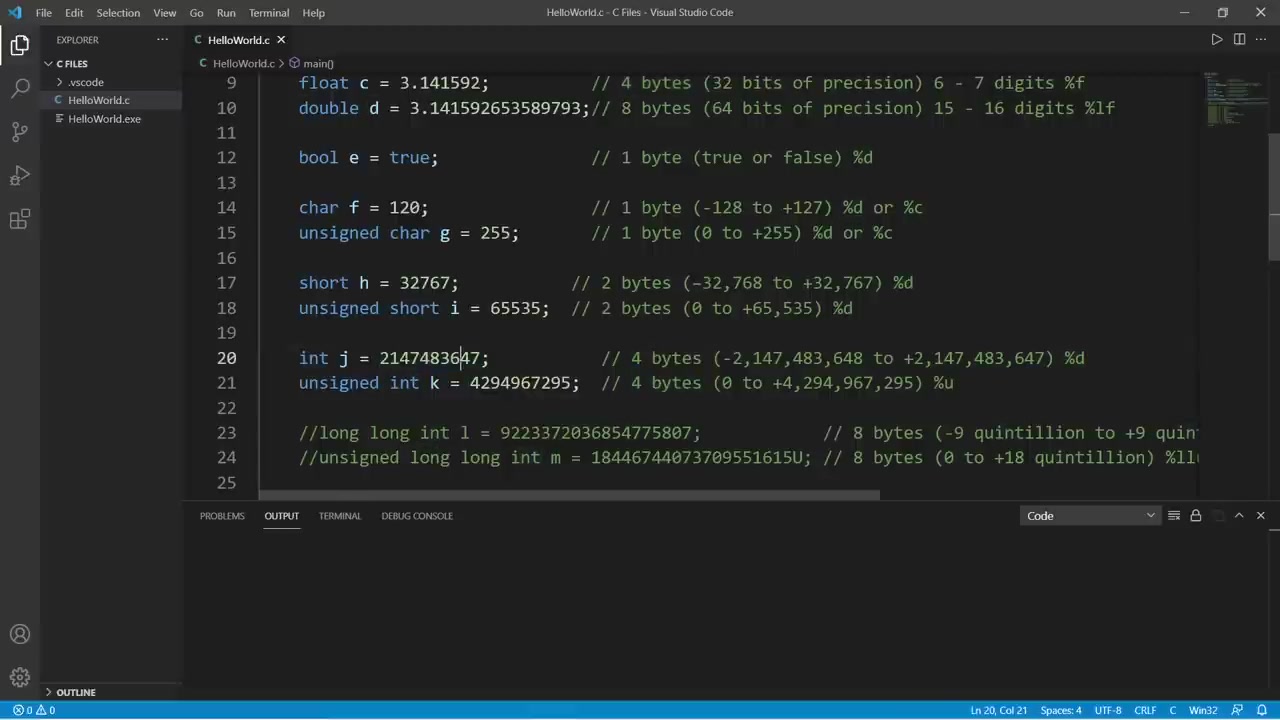 File Edit Selection View Go Run Terminal Help HelloWorld.c - C Files - Visual Studio Code
EXPLORER
C FILES
.vscode
C HelloWorld.c
HelloWorld.exe
OUTLINE
C HelloWorld.c
C HelloWorld.c > main()
9 float c = 3.141592; // 4 bytes (32 bits of precision) 6 - 7 digits %f
10 double d = 3.141592653589793;// 8 bytes (64 bits of precision) 15 - 16 digits %lf
11
12 bool e = true; // 1 byte (true or false) %d
13
14 char f = 120; // 1 byte (-128 to +127) %d or %c
15 unsigned char g = 255; // 1 byte (0 to +255) %d or %c
16
17 short h = 32767; // 2 bytes (−32,768 to +32,767) %d
18 unsigned short i = 65535; // 2 bytes (0 to +65,535) %d
19
20 int j = 2147483647; // 4 bytes (-2,147,483,648 to +2,147,483,647) %d
21 unsigned int k = 4294967295; // 4 bytes (0 to +4,294,967,295) %u
22
23 //long long int l = 9223372036854775807; // 8 bytes (-9 quintillion to +9 quin
24 //unsigned long long int m = 18446744073709551615U; // 8 bytes (0 to +18 quintillion) %ll
25
PROBLEMS OUTPUT TERMINAL DEBUG CONSOLE Code
0 0 Ln 20, Col 21 Spaces: 4 UTF-8 CRLF C Win32